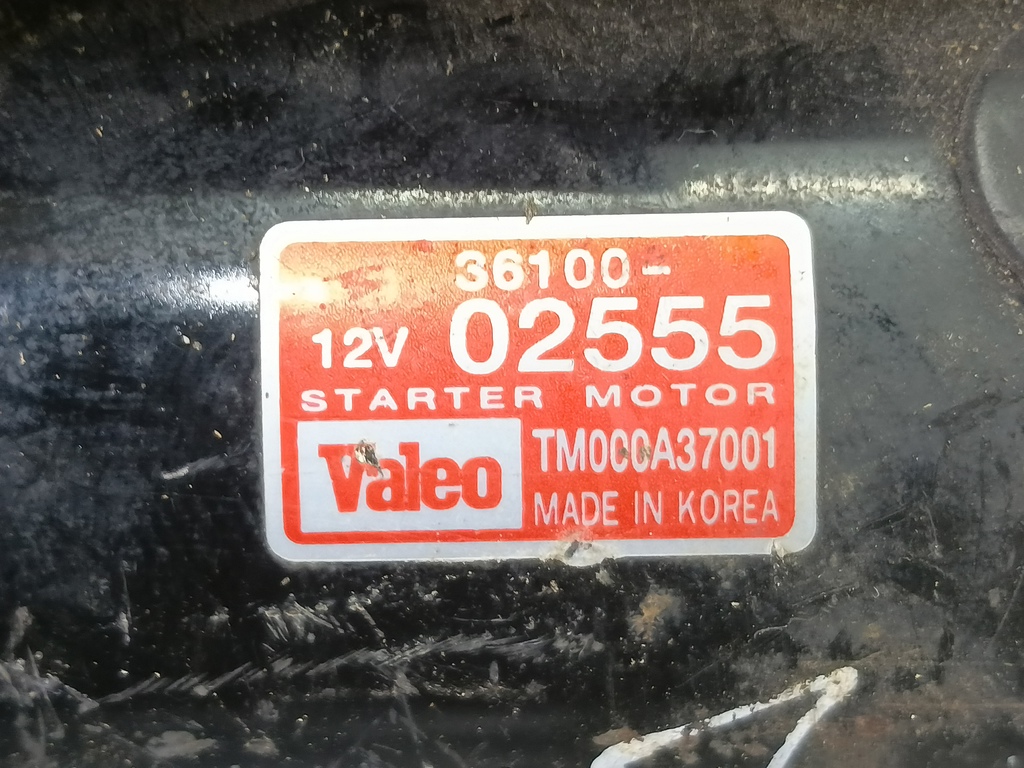 36100-
12V 02555
STARTER MOTOR
Valeo
TM000A37001
MADE IN KOREA